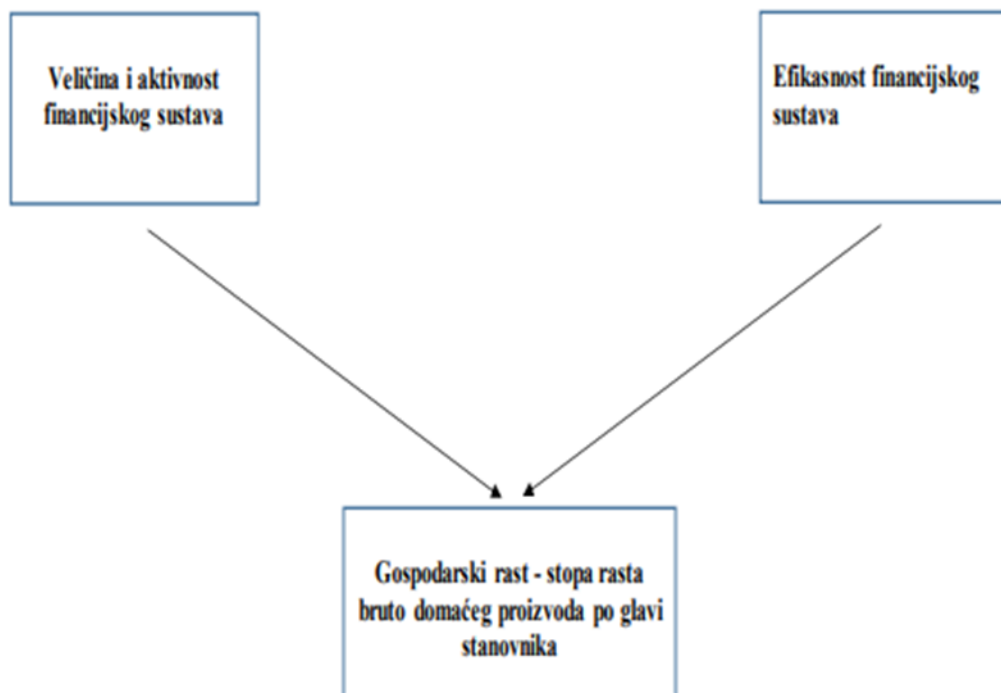 Veličina i aktivnost
financijskog sustava
Efikasnost financijskog
sustava
Gospodarski rast - stopa rasta
bruto domaćeg proizvoda po glavi
stanovnika